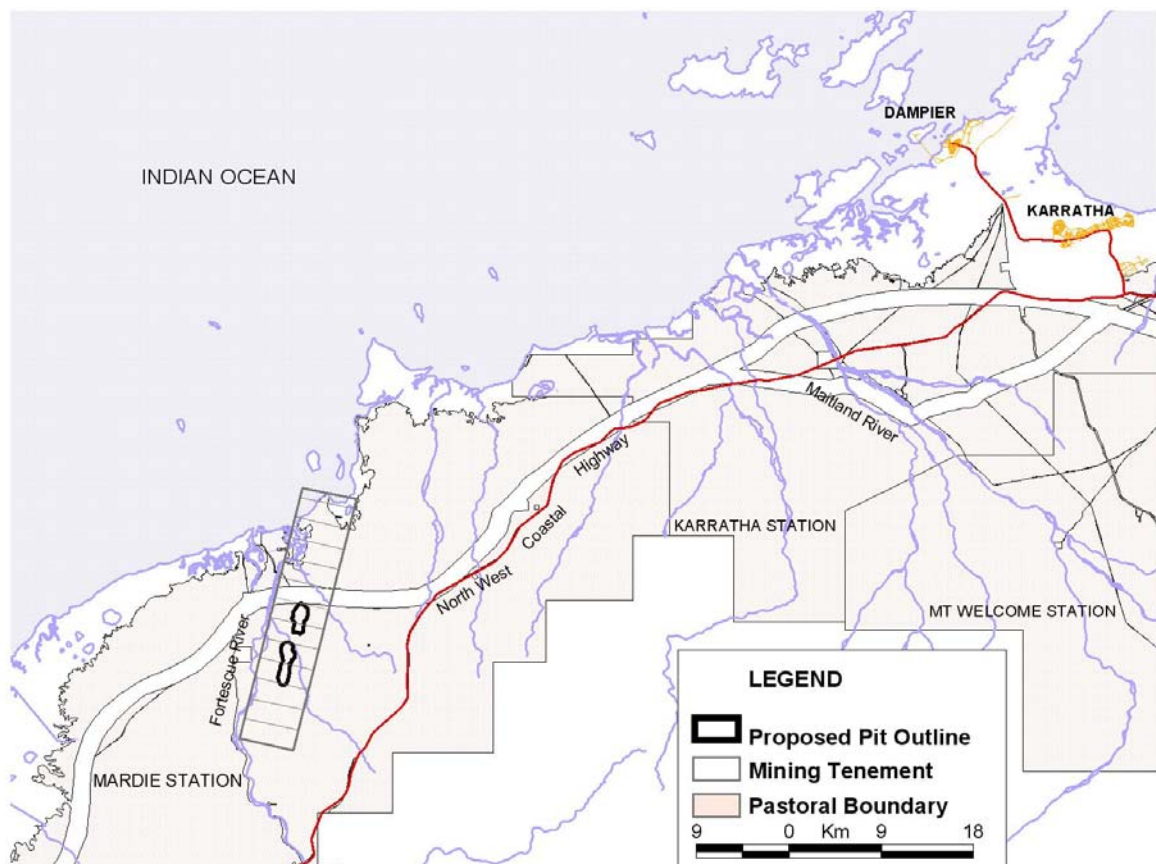 DAMPIER
INDIAN OCEAN
KARRATHA
Maitland River
Highway
Coastal
North West
KARRATHA STATION
MT WELCOME STATION
Fortescue River
MARDIE STATION
LEGEND
Proposed Pit Outline
Mining Tenement
Pastoral Boundary
9 0 Km 9 18